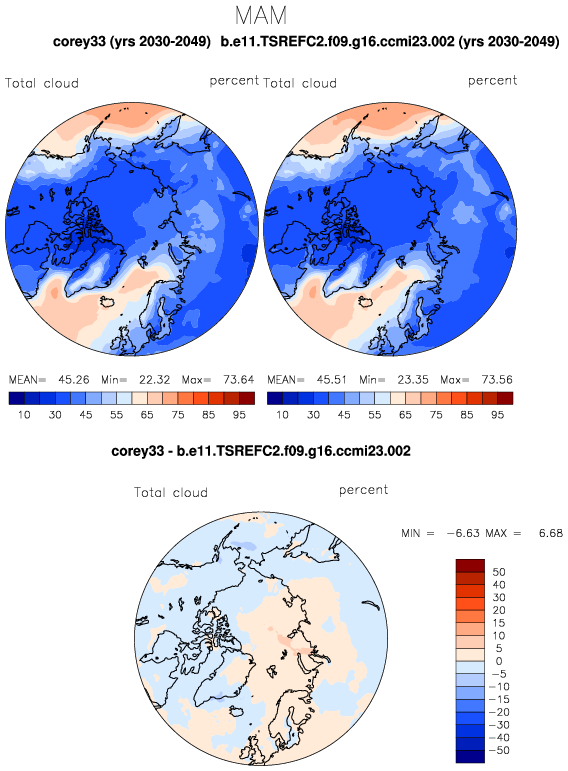 MAM
corey33 (yrs 2030-2049) b.e11.TSREFC2.f09.g16.ccmi23.002 (yrs 2030-2049)
Total cloud percent Total cloud percent
MEAN= 45.26 Min= 22.32 Max= 73.64 MEAN= 45.51 Min= 23.35 Max= 73.56
10 30 45 55 65 75 85 95 10 30 45 55 65 75 85 95
corey33 - b.e11.TSREFC2.f09.g16.ccmi23.002
Total cloud percent
MIN = -6.63 MAX = 6.68
50
40
30
20
15
10
5
0
-5
-10
-15
-20
-30
-40
-50